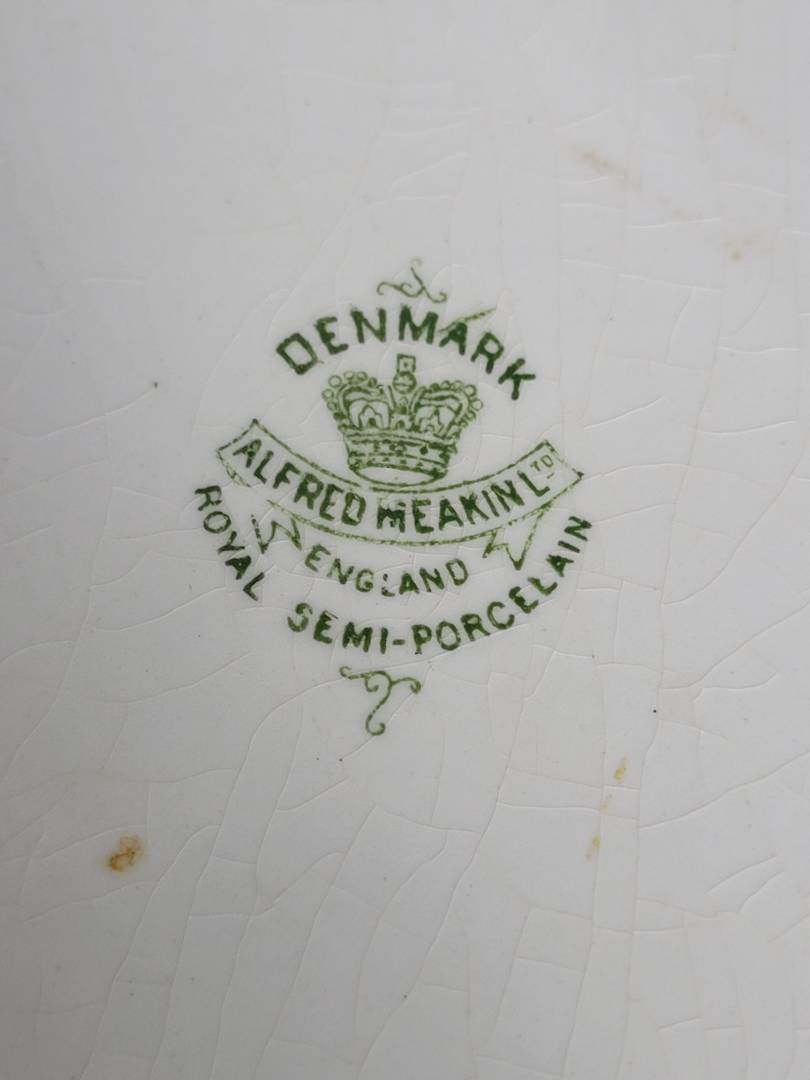 DENMARK
ALFRED MEAKIN LTD
ENGLAND
ROYAL SEMI-PORCELAIN